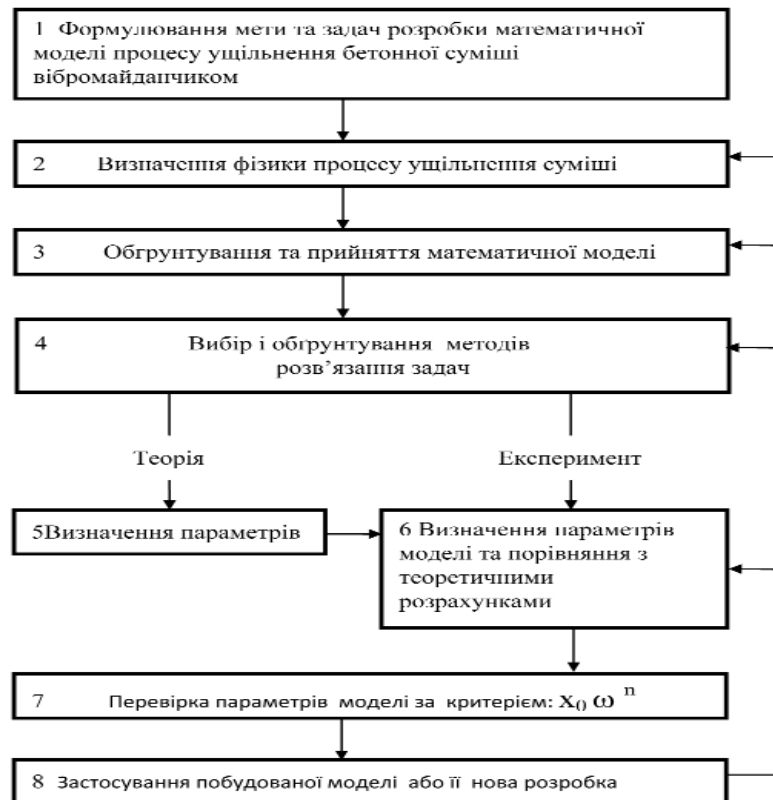 1 Формулювання мети та задач розробки математичної
моделі процесу ущільнення бетонної суміші
вібромайданчиком
2 Визначення фізики процесу ущільнення суміші
3 Обгрунтування та прийняття математичної моделі
4 Вибір і обґрунтування методів
розв’язання задач
Теорія
Експеримент
5Визначення параметрів
6 Визначення параметрів
моделі та порівняння з
теоретичними
розрахунками
7 Перевірка параметрів моделі за критерієм: x₀ ω ⁿ
8 Застосування побудованої моделі або її нова розробка